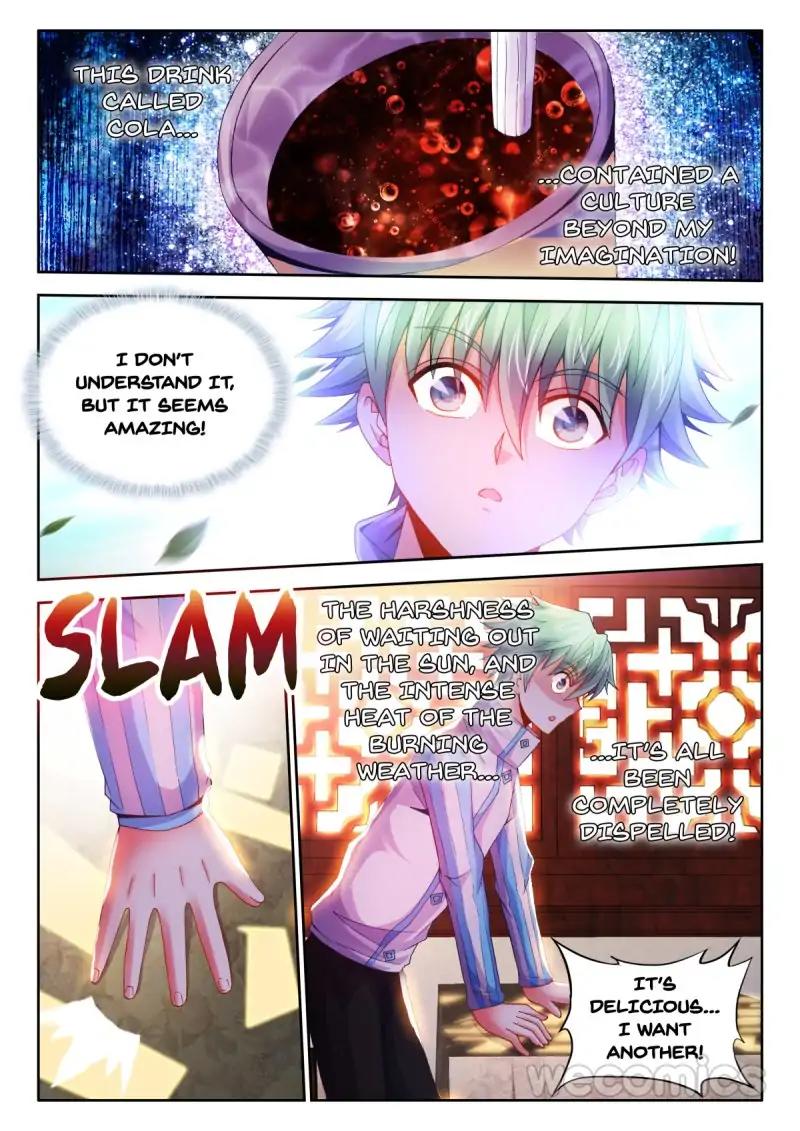 THIS DRINK
CALLED
COLA...
...CONTAINED A
CULTURE
BEYOND MY
IMAGINATION!
I DON'T
UNDERSTAND IT,
BUT IT SEEMS
AMAZING!
SLAM
THE HARSHNESS
OF WAITING OUT
IN THE SUN, AND
THE INTENSE
HEAT OF THE
BURNING
WEATHER...
....IT'S ALL
BEEN
COMPLETELY
DISPELLED!
IT'S
DELICIOUS...
I WANT
ANOTHER!
wecomics